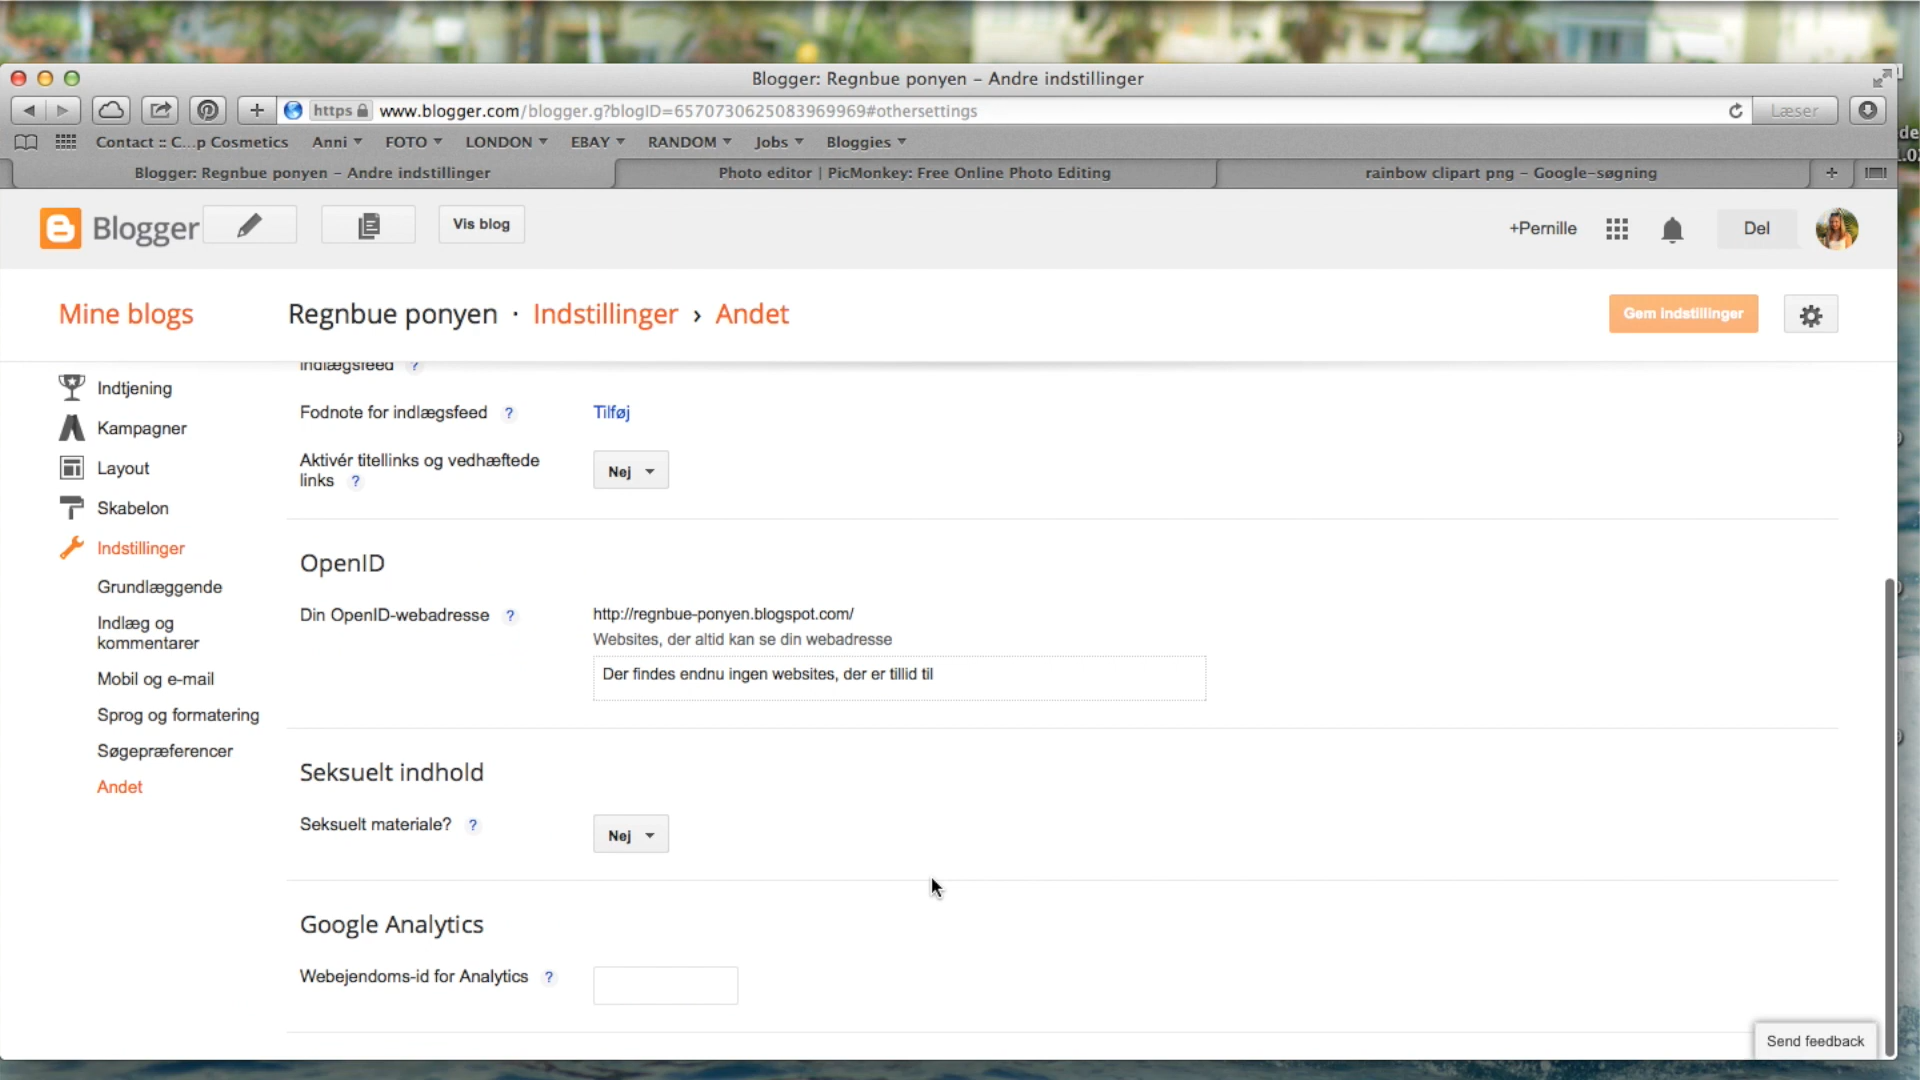 Blogger: Regnbue ponyen – Andre indstillinger
https www.blogger.com/blogger.g?blogID=6570730625083969969#othersettings Læser
Contact :: C...p Cosmetics Anni FOTO LONDON EBAY RANDOM Jobs Bloggies
Blogger: Regnbue ponyen – Andre indstillinger Photo editor | PicMonkey: Free Online Photo Editing rainbow clipart png – Google-søgning
Blogger Vis blog +Pernille Del
Mine blogs Regnbue ponyen · Indstillinger › Andet Gem indstillinger
indlægsfeed ?
Indtjening
Kampagner
Layout
Skabelon
Indstillinger
Grundlæggende
Indlæg og
kommentarer
Mobil og e-mail
Sprog og formatering
Søgepræferencer
Andet
Fodnote for indlægsfeed ? Tilføj
Aktivér titellinks og vedhæftede
links ? Nej
OpenID
Din OpenID-webadresse ? http://regnbue-ponyen.blogspot.com/
Websites, der altid kan se din webadresse
Der findes endnu ingen websites, der er tillid til
Seksuelt indhold
Seksuelt materiale? ? Nej
Google Analytics
Webejendoms-id for Analytics ?
Send feedback